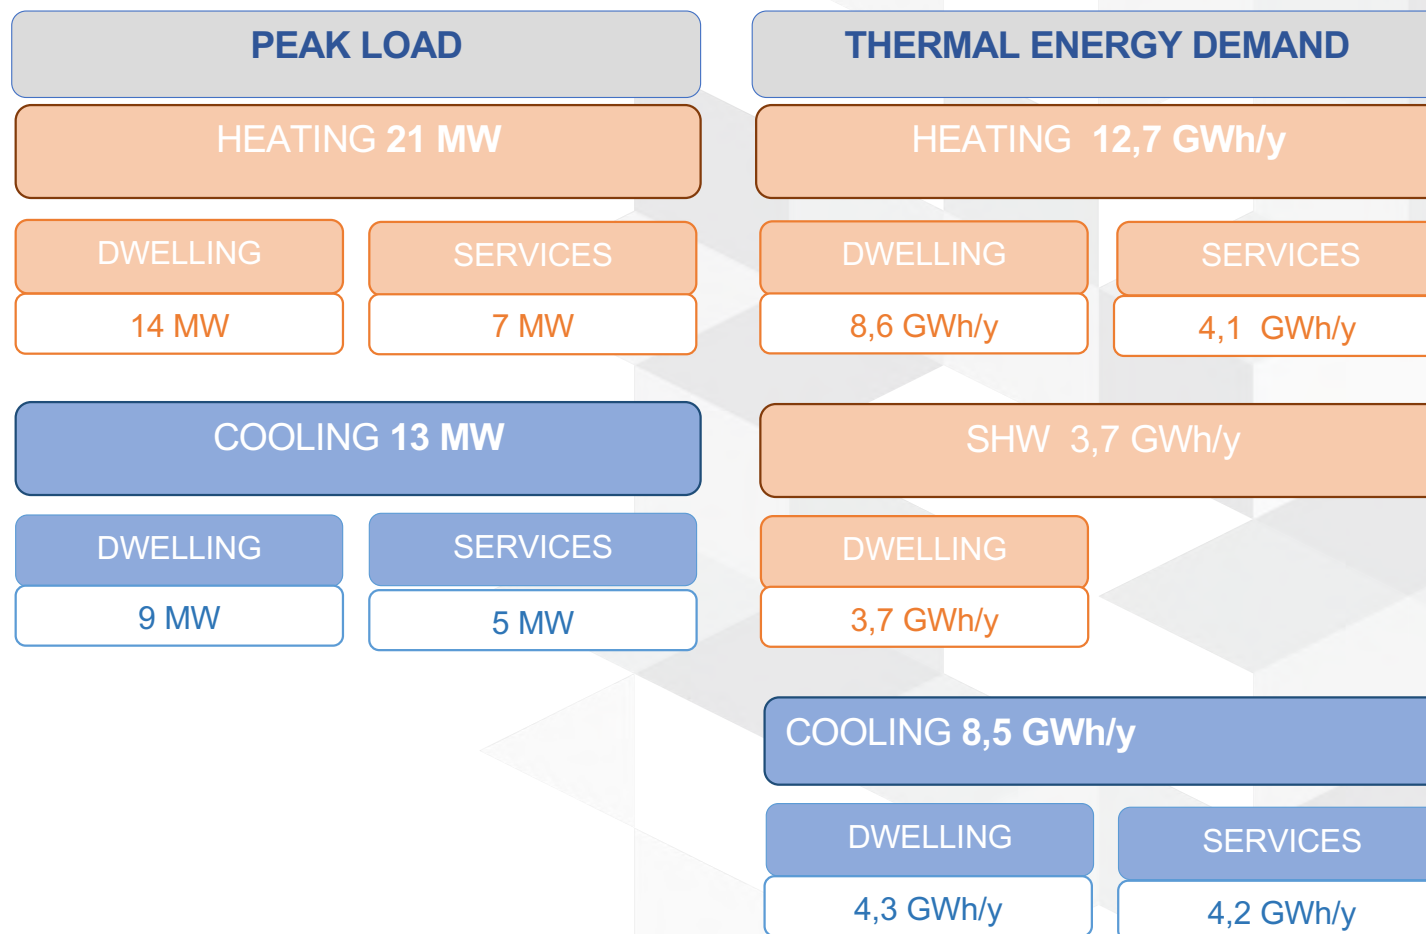 PEAK LOAD
HEATING 21 MW
DWELLING
14 MW
SERVICES
7 MW
COOLING 13 MW
DWELLING
9 MW
SERVICES
5 MW
THERMAL ENERGY DEMAND
HEATING 12,7 GWh/y
DWELLING
8,6 GWh/y
SERVICES
4,1 GWh/y
SHW 3,7 GWh/y
DWELLING
3,7 GWh/y
COOLING 8,5 GWh/y
DWELLING
4,3 GWh/y
SERVICES
4,2 GWh/y